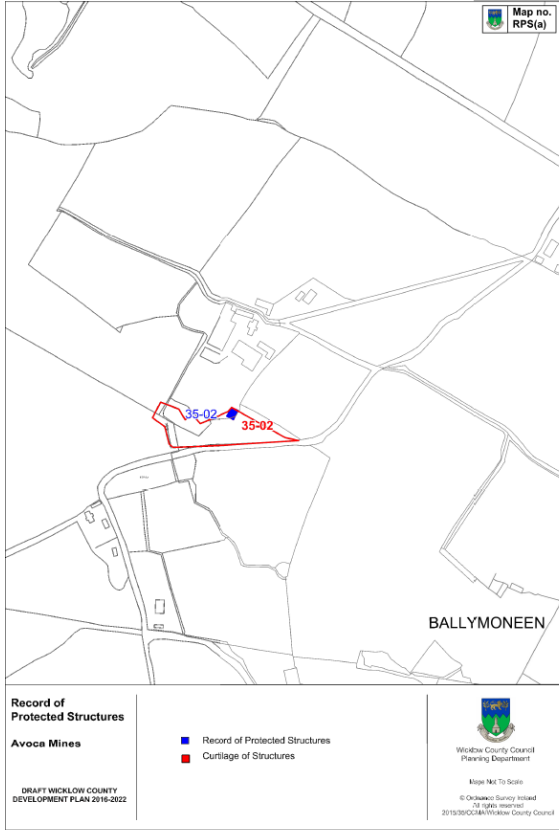 Map no.
RPS(a)
35-02
35-02
BALLYMONEEN
Record of
Protected Structures
Avoca Mines
DRAFT WICKLOW COUNTY
DEVELOPMENT PLAN 2016-2022
Record of Protected Structures
Curtilage of Structures
Wicklow County Council
Planning Department
Maps Not To Scale
© Ordnance Survey Ireland
All rights reserved